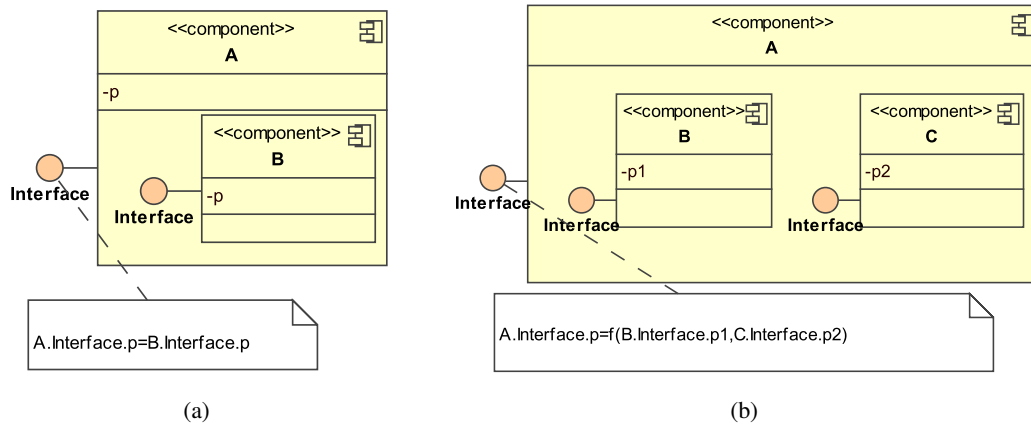 <<component>>
A
-p
<<component>>
B
-p
Interface
Interface
A.Interface.p=B.Interface.p
(a)
<<component>>
A
<<component>>
B
-p1
<<component>>
C
-p2
Interface
Interface
Interface
A.Interface.p=f(B.Interface.p1,C.Interface.p2)
(b)